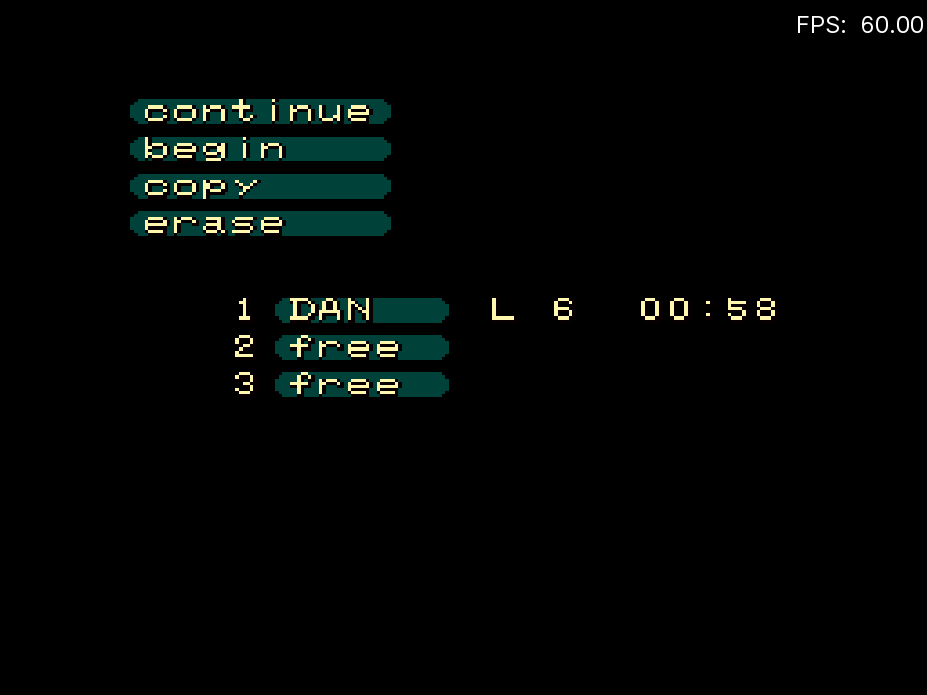 FPS: 60.00
continue
begin
copy
erase
1 DAN L 6 00:58
2 free
3 free